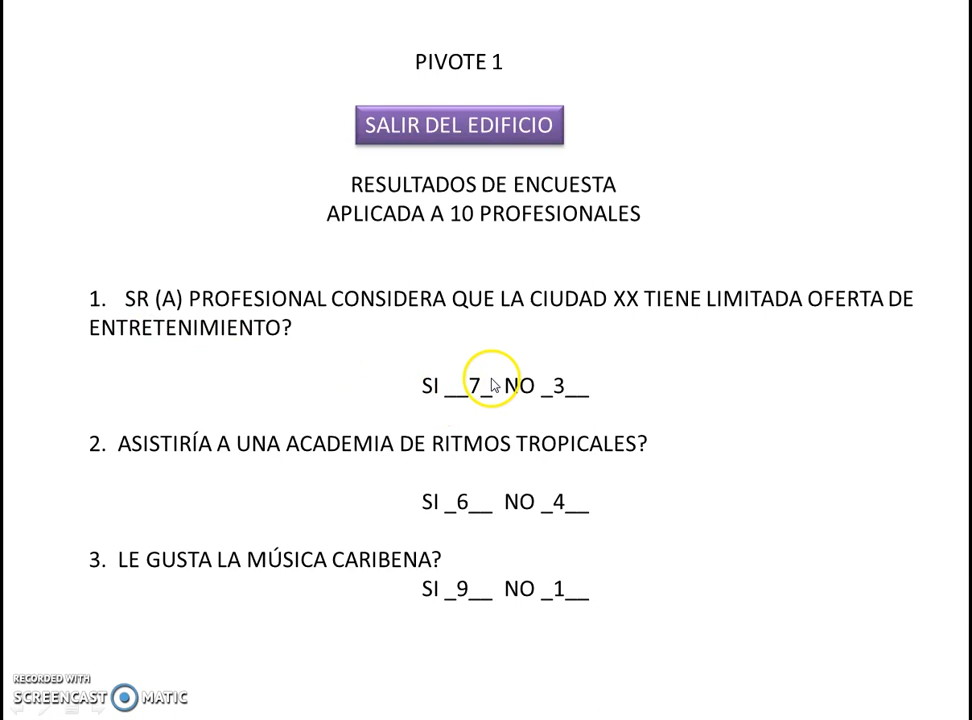 PIVOTE 1
SALIR DEL EDIFICIO
RESULTADOS DE ENCUESTA
APLICADA A 10 PROFESIONALES
1. SR (A) PROFESIONAL CONSIDERA QUE LA CIUDAD XX TIENE LIMITADA OFERTA DE
ENTRETENIMIENTO?
SI __7_ NO _3__
2. ASISTIRÍA A UNA ACADEMIA DE RITMOS TROPICALES?
SI _6__ NO _4__
3. LE GUSTA LA MÚSICA CARIBENA?
SI _9__ NO _1__
RECORDED WITH
SCREENCAST MATIC